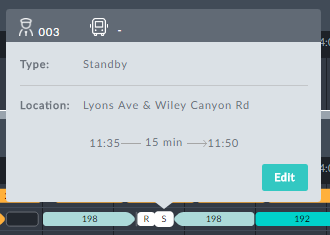 003 -
Type: Standby
Location: Lyons Ave & Wiley Canyon Rd
11:35 15 min 11:50
Edit
198 R S 198 192